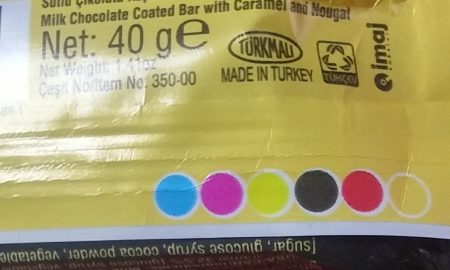 Milk Chocolate Coated Bar with Caramel and Nougat
Net: 40 g e
Net Weight: 1.41oz
Çeşit No/Item No: 350-00
TÜRKMALI
MADE IN TURKEY
TÜHÇEV
imaj
[sugar, glucose syrup, cocoa powder, vegetable